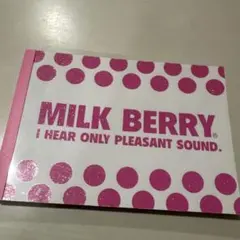 MILK BERRY®
I HEAR ONLY PLEASANT SOUND.